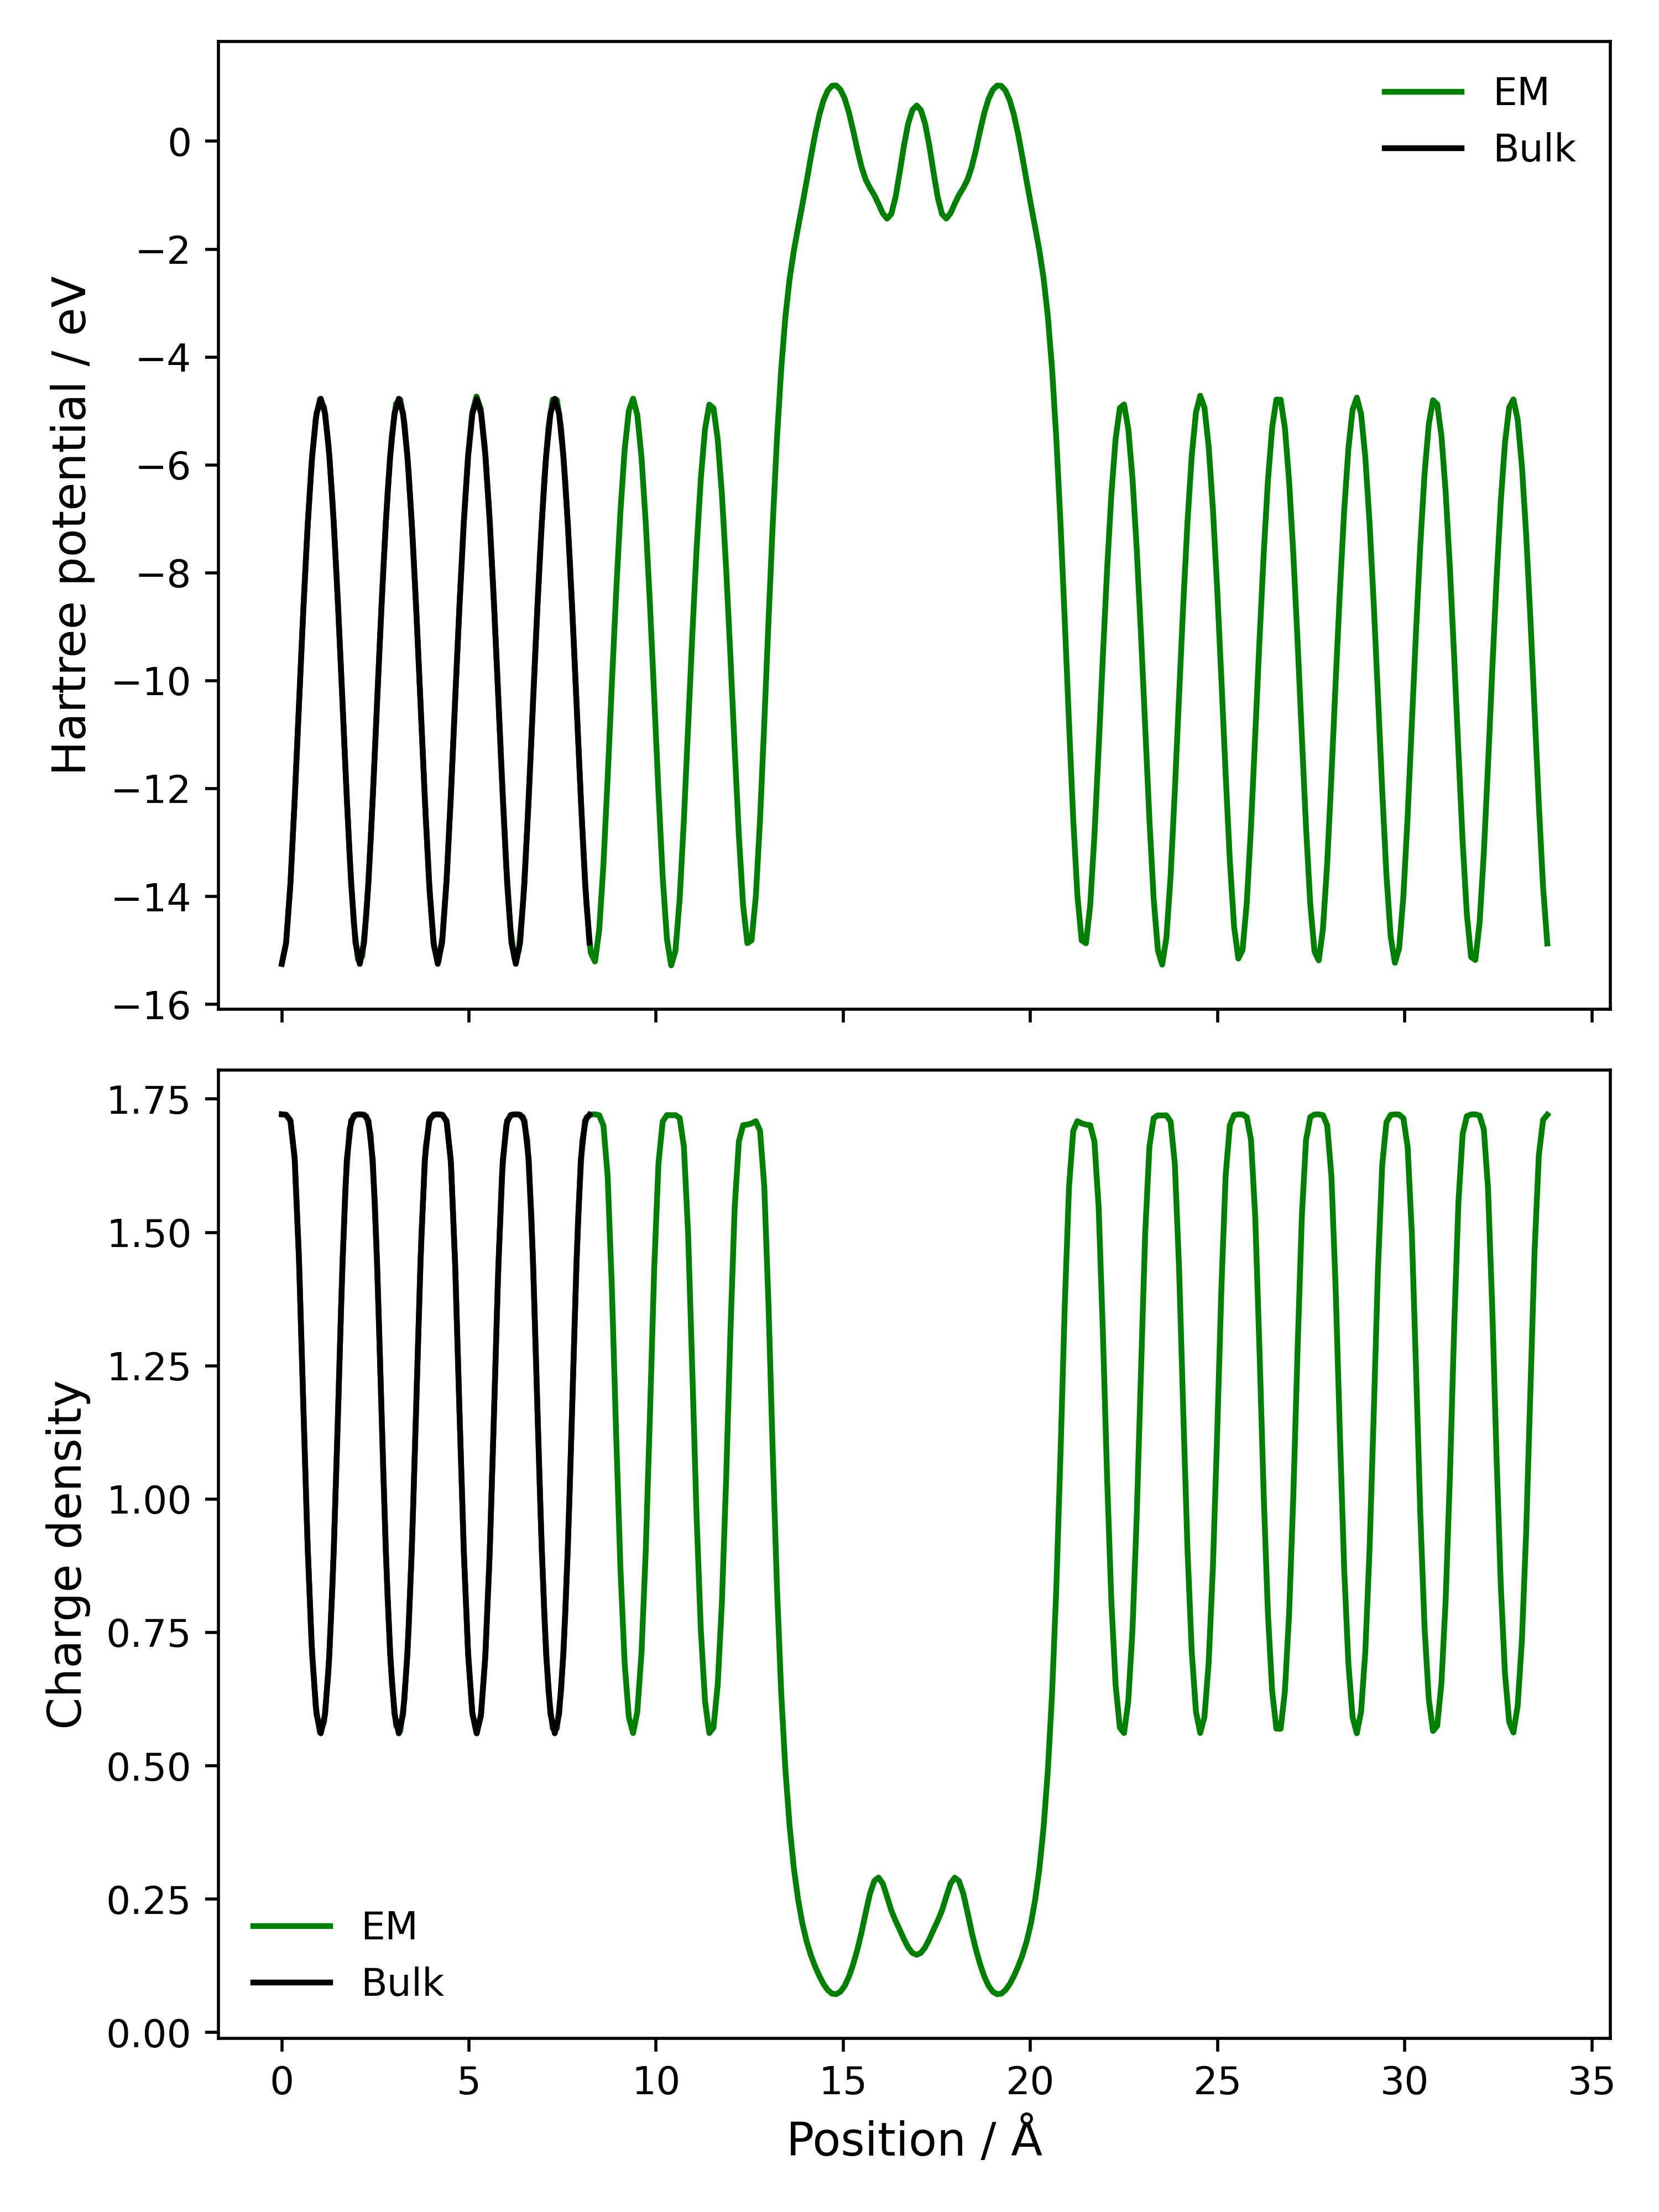 Hartree potential / eV
0
−2
−4
−6
−8
−10
−12
−14
−16
EM
Bulk
Charge density
1.75
1.50
1.25
1.00
0.75
0.50
0.25
0.00
EM
Bulk
0 5 10 15 20 25 30 35
Position / Å